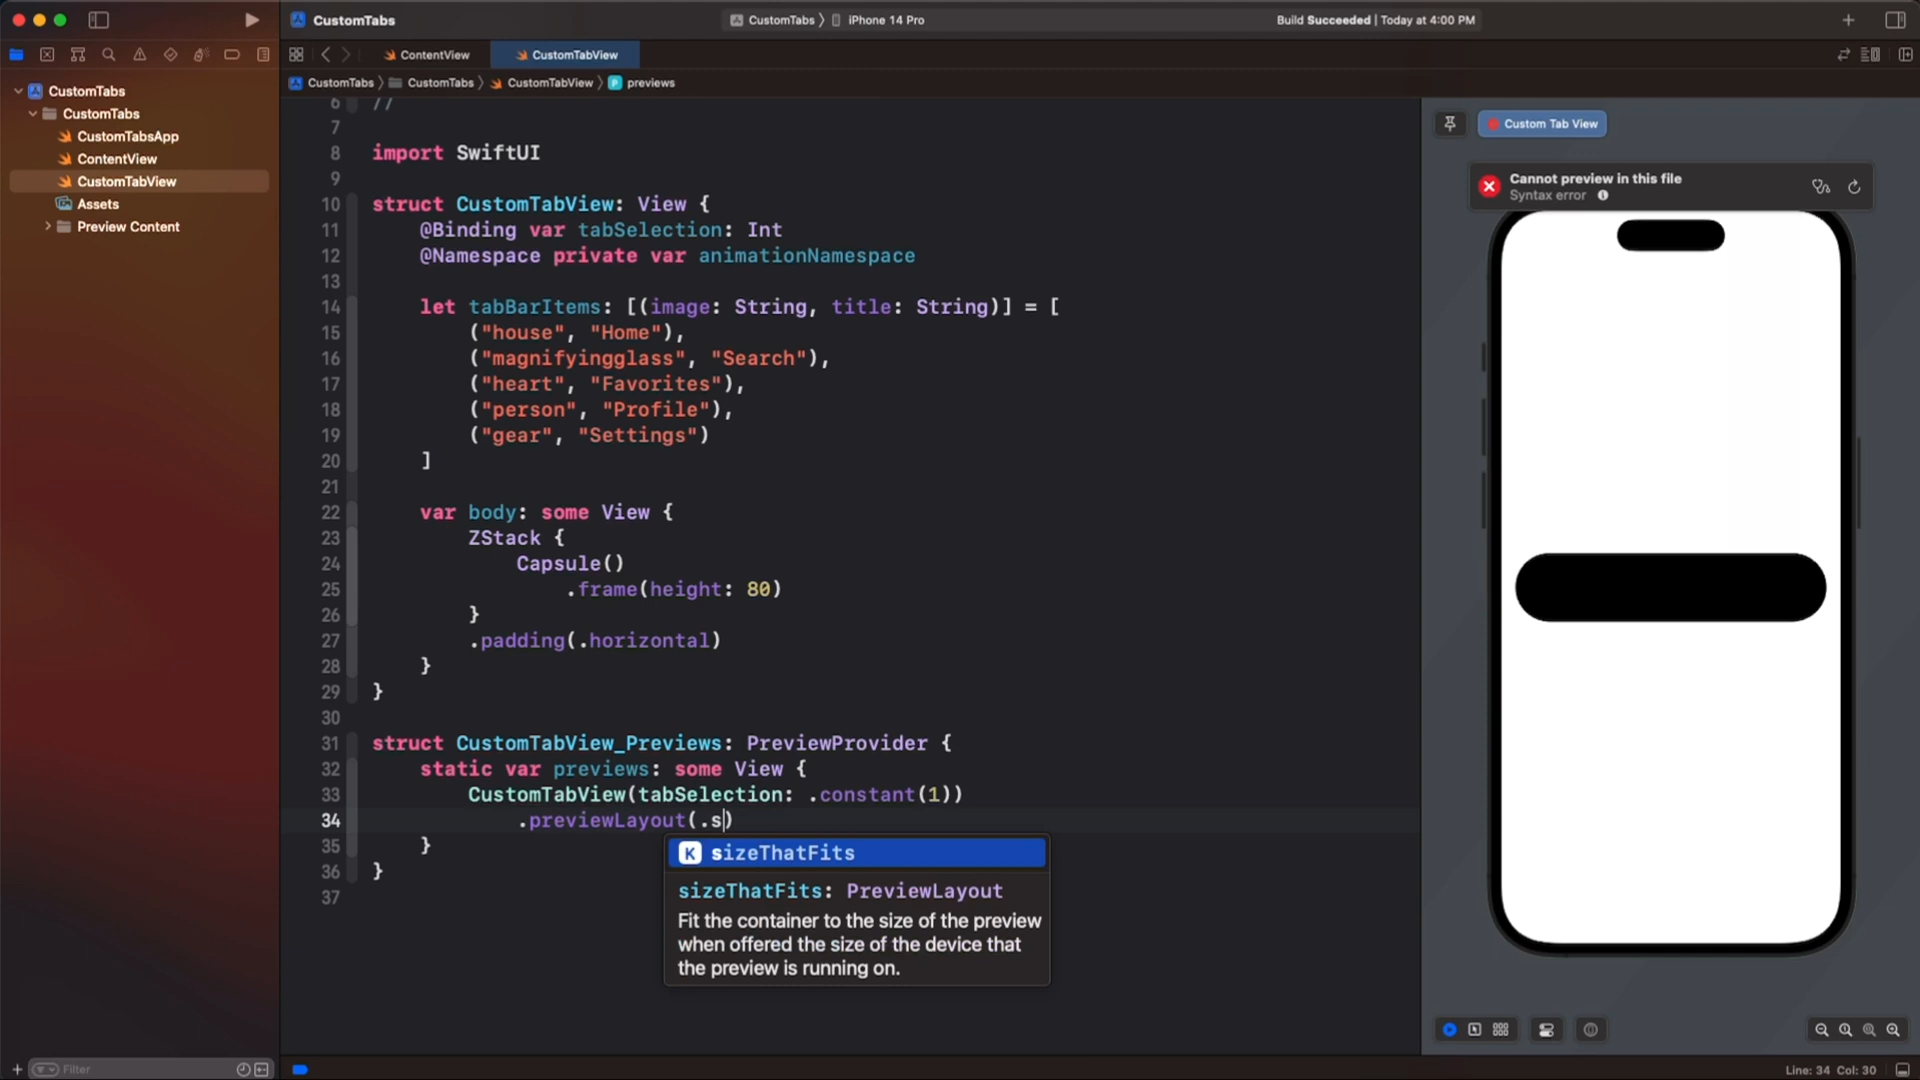 CustomTabs
CustomTabs 〉 iPhone 14 Pro
Build Succeeded | Today at 4:00 PM
ContentView
CustomTabView
CustomTabs 〉 CustomTabs 〉 CustomTabView 〉 P previews
CustomTabs
CustomTabs
CustomTabsApp
ContentView
CustomTabView
Assets
Preview Content
6 //
7
8 import SwiftUI
9
10 struct CustomTabView: View {
11 @Binding var tabSelection: Int
12 @Namespace private var animationNamespace
13
14 let tabBarItems: [(image: String, title: String)] = [
15 ("house", "Home"),
16 ("magnifyingglass", "Search"),
17 ("heart", "Favorites"),
18 ("person", "Profile"),
19 ("gear", "Settings")
20 ]
21
22 var body: some View {
23 ZStack {
24 Capsule()
25 .frame(height: 80)
26 }
27 .padding(.horizontal)
28 }
29 }
30
31 struct CustomTabView_Previews: PreviewProvider {
32 static var previews: some View {
33 CustomTabView(tabSelection: .constant(1))
34 .previewLayout(.s)
35 }
36 }
37
K sizeThatFits
sizeThatFits: PreviewLayout
Fit the container to the size of the preview
when offered the size of the device that
the preview is running on.
Custom Tab View
Cannot preview in this file
Syntax error
Filter
Line: 34 Col: 30